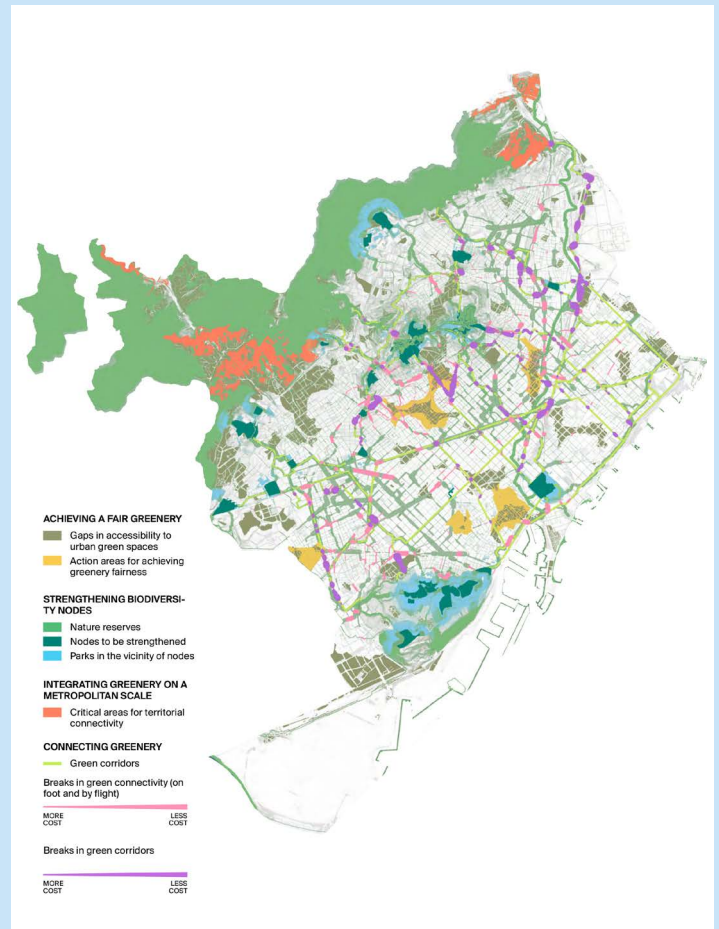 ACHIEVING A FAIR GREENERY
Gaps in accessibility to
urban green spaces
Action areas for achieving
greenery fairness
STRENGTHENING BIODIVERSI-
TY NODES
Nature reserves
Nodes to be strengthened
Parks in the vicinity of nodes
INTEGRATING GREENERY ON A
METROPOLITAN SCALE
Critical areas for territorial
connectivity
CONNECTING GREENERY
Green corridors
Breaks in green connectivity (on
foot and by flight)
MORE LESS
COST COST
Breaks in green corridors
MORE LESS
COST COST